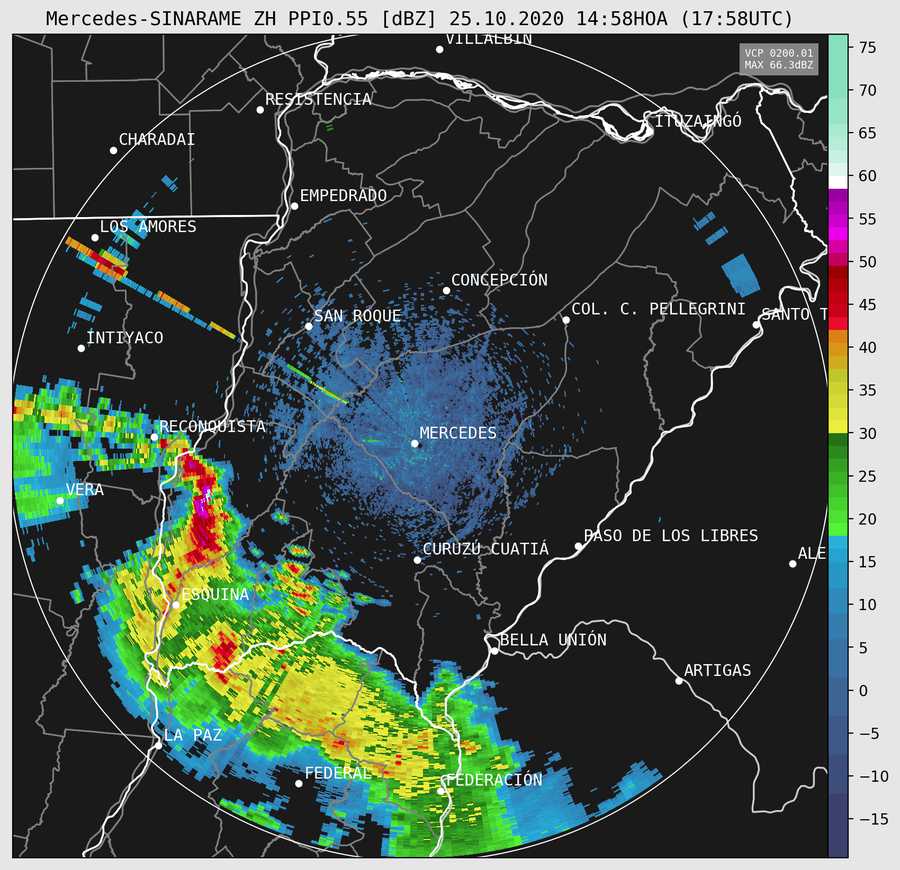 Mercedes-SINARAME ZH PPI0.55 [dBZ] 25.10.2020 14:58HOA (17:58UTC)
VILLALBIN
VCP 0200.01
MAX 66.3dBZ
RESISTENCIA
ITUZAINGÓ
CHARADAI
EMPEDRADO
LOS AMORES
CONCEPCIÓN
COL. C. PELLEGRINI
SANTO T
SAN ROQUE
INTIYACO
RECONQUISTA
MERCEDES
VERA
PASO DE LOS LIBRES
CURUZÚ CUATIÁ
ALE
ESQUINA
BELLA UNIÓN
ARTIGAS
LA PAZ
FEDERAL
FEDERACIÓN
75
70
65
60
55
50
45
40
35
30
25
20
15
10
5
0
−5
−10
−15